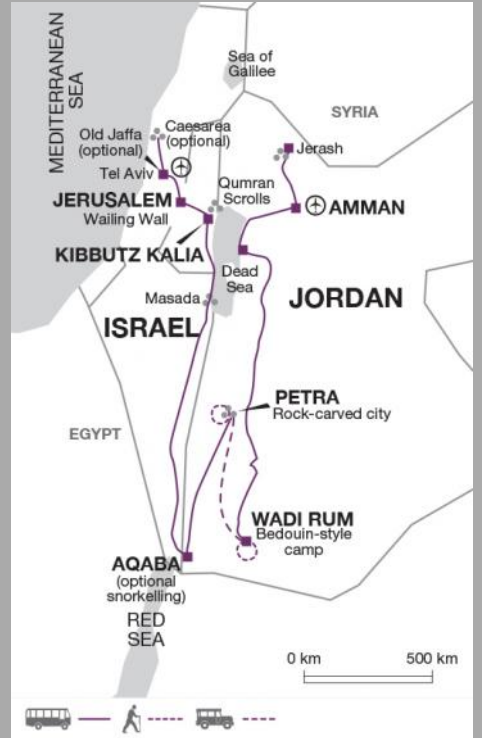 MEDITERRANEAN
SEA
Sea of
Galilee
SYRIA
Caesarea
(optional)
Old Jaffa
(optional)
Jerash
Tel Aviv
Qumran
Scrolls
JERUSALEM
Wailing Wall
AMMAN
KIBBUTZ KALIA
Dead
Sea
JORDAN
Masada
ISRAEL
PETRA
Rock-carved city
EGYPT
WADI RUM
Bedouin-style
camp
AQABA
(optional
snorkelling)
RED
SEA
0 km
500 km